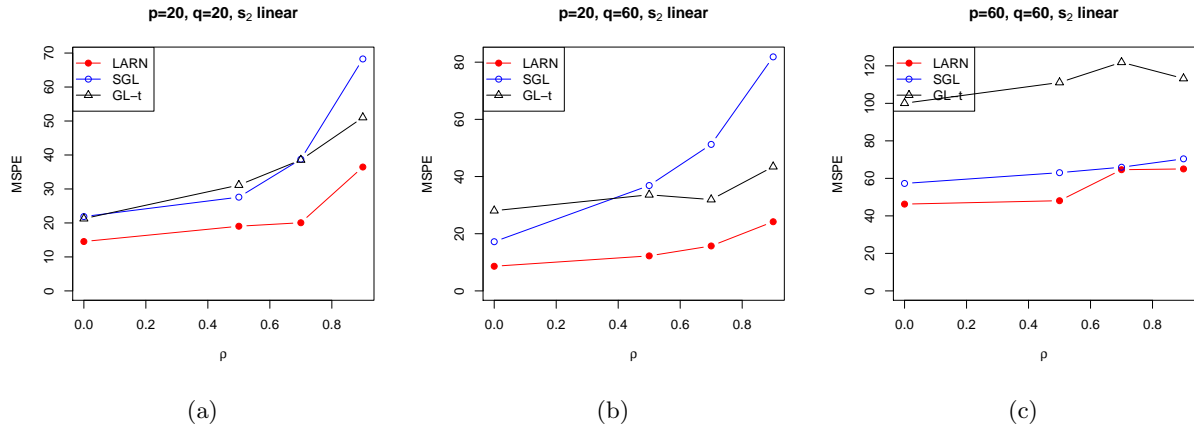 p=20, q=20, s₂ linear
MSPE
0 10 20 30 40 50 60 70
LARN
SGL
GL−t
0.0 0.2 0.4 0.6 0.8
ρ
(a)
p=20, q=60, s₂ linear
MSPE
0 20 40 60 80
LARN
SGL
GL−t
0.0 0.2 0.4 0.6 0.8
ρ
(b)
p=60, q=60, s₂ linear
MSPE
0 20 40 60 80 100 120
LARN
SGL
GL−t
0.0 0.2 0.4 0.6 0.8
ρ
(c)